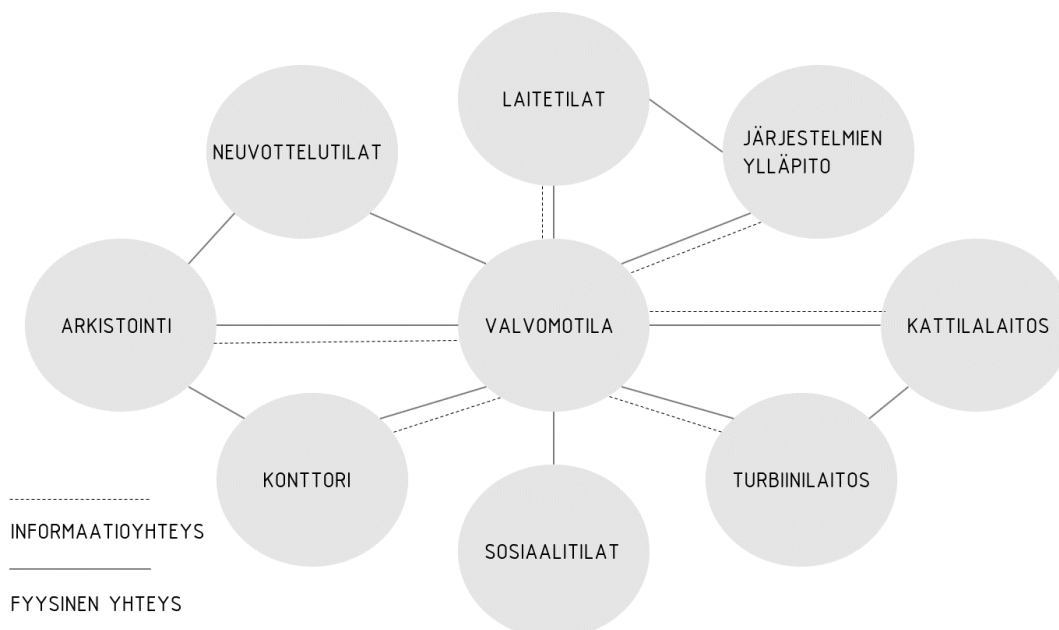 LAITETILAT
NEUVOTTELUTILAT
JÄRJESTELMIEN
YLLÄPITO
ARKISTOINTI
VALVOMOTILA
KATTILALAITOS
KONTTORI
TURBIINILAITOS
SOSIAALITILAT
INFORMAATIOYHTEYS
FYYSINEN YHTEYS